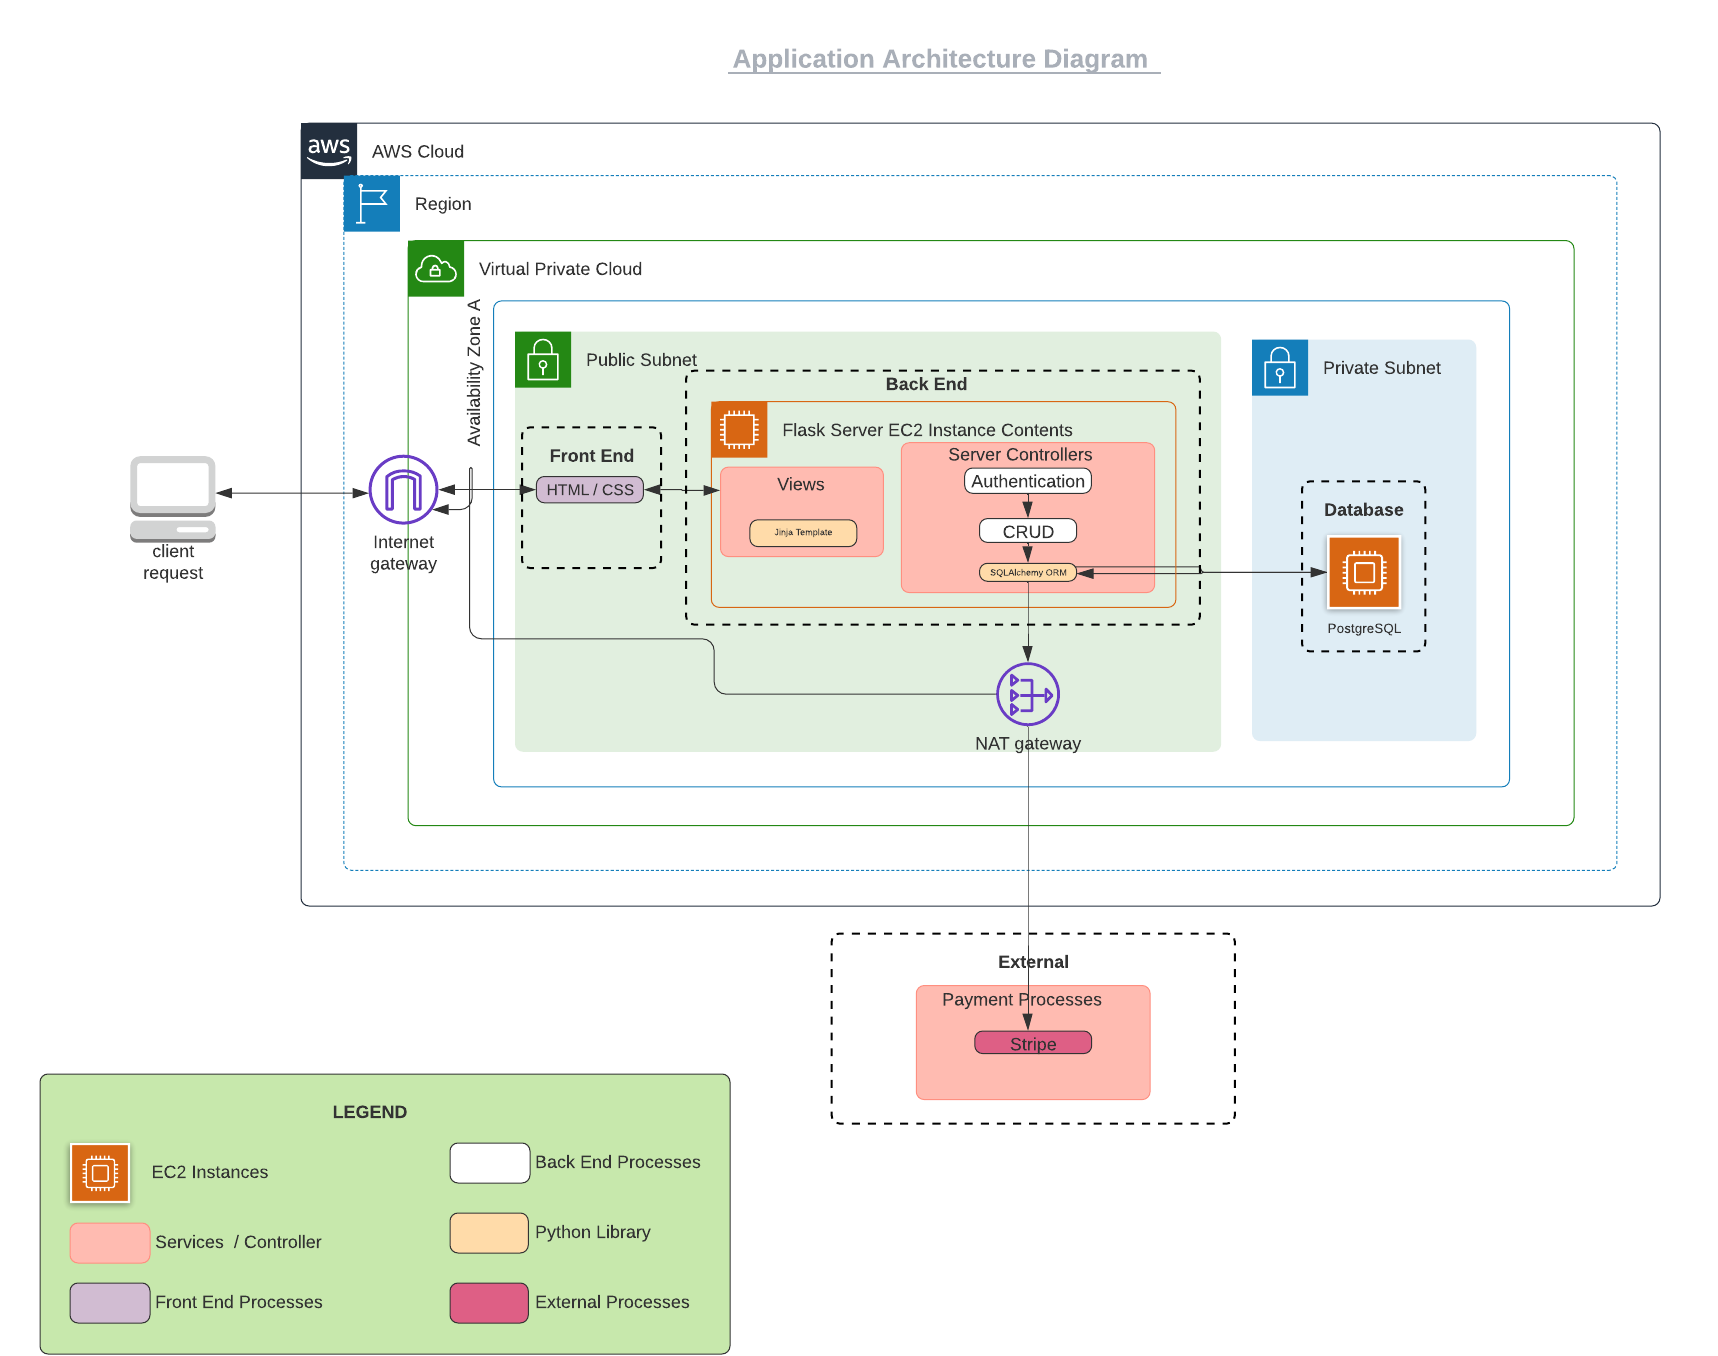 Application Architecture Diagram
aws
AWS Cloud
Region
Virtual Private Cloud
Availability Zone A
Public Subnet
Private Subnet
Back End
Flask Server EC2 Instance Contents
Front End
HTML / CSS
Views
Jinja Template
Server Controllers
Authentication
CRUD
SQLAlchemy ORM
Database
PostgreSQL
client
request
Internet
gateway
NAT gateway
External
Payment Processes
Stripe
LEGEND
EC2 Instances
Back End Processes
Services / Controller
Python Library
Front End Processes
External Processes